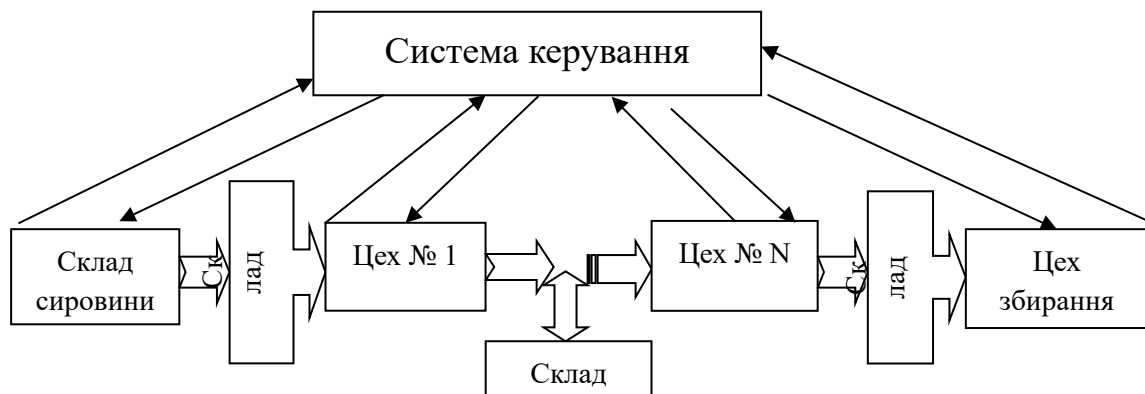 Система керування
Склад
сировини
Ск
лад
Цех № 1
Склад
Цех № N
Ск
лад
Цех
збирання